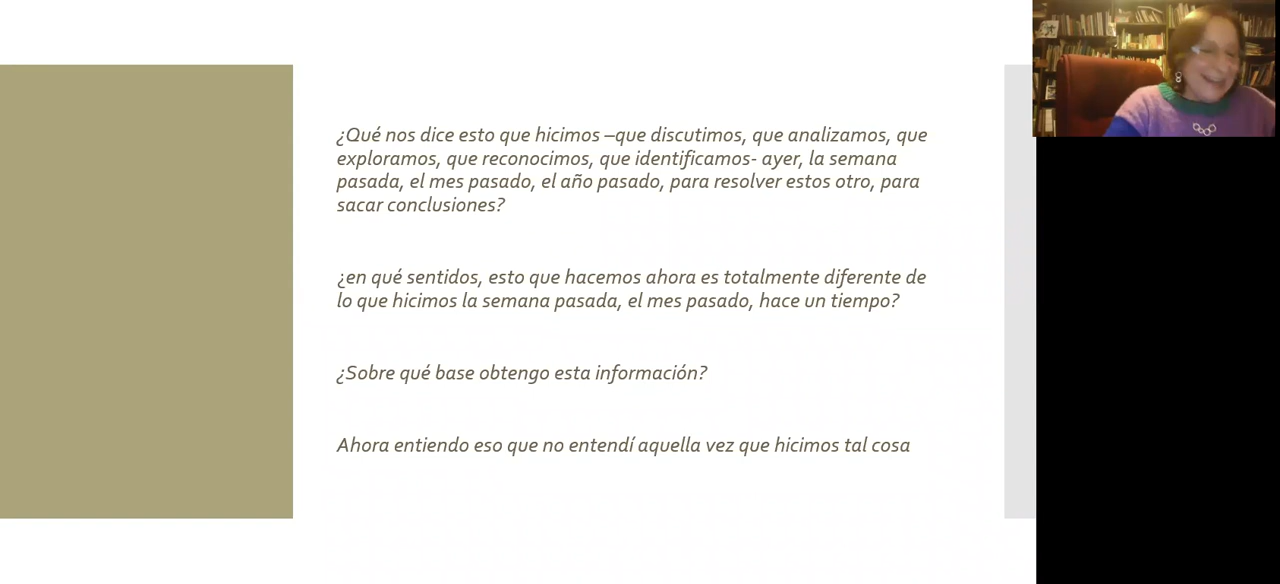 ¿Qué nos dice esto que hicimos –que discutimos, que analizamos, que
exploramos, que reconocimos, que identificamos- ayer, la semana
pasada, el mes pasado, el año pasado, para resolver estos otro, para
sacar conclusiones?
¿en qué sentidos, esto que hacemos ahora es totalmente diferente de
lo que hicimos la semana pasada, el mes pasado, hace un tiempo?
¿Sobre qué base obtengo esta información?
Ahora entiendo eso que no entendí aquella vez que hicimos tal cosa